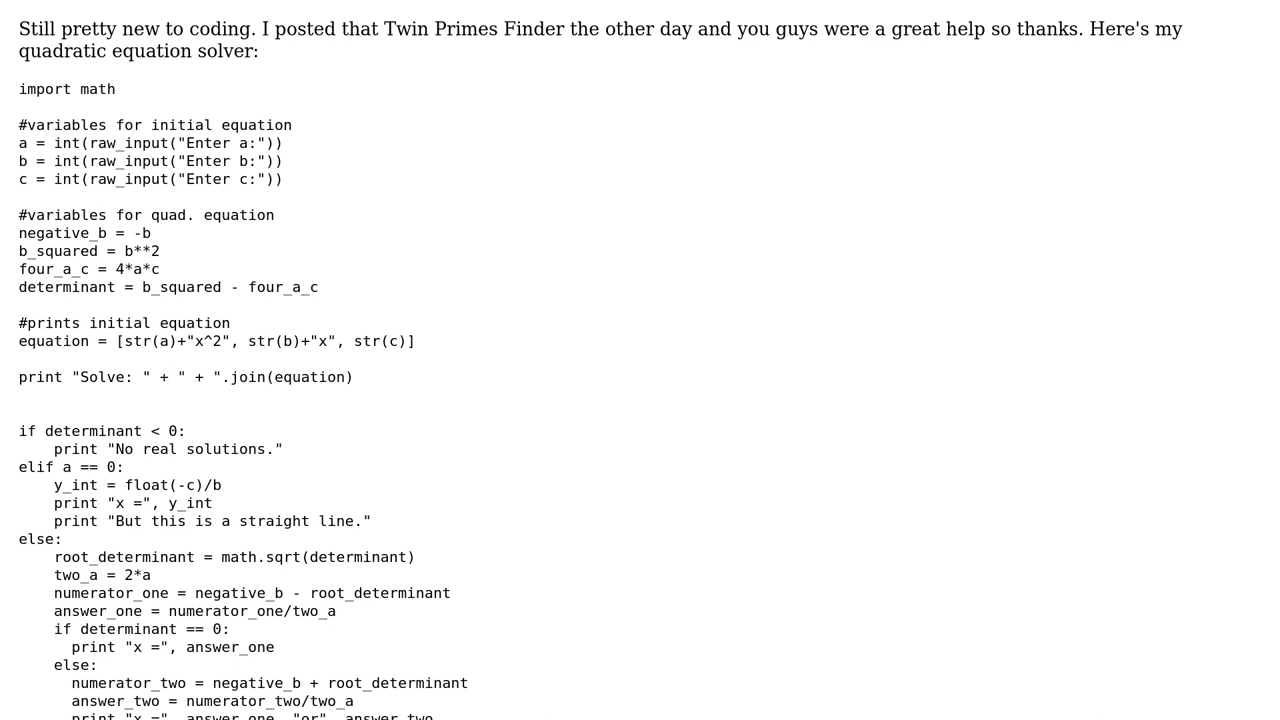 Still pretty new to coding. I posted that Twin Primes Finder the other day and you guys were a great help so thanks. Here's my
quadratic equation solver:
import math
#variables for initial equation
a = int(raw_input("Enter a:"))
b = int(raw_input("Enter b:"))
c = int(raw_input("Enter c:"))
#variables for quad. equation
negative_b = -b
b_squared = b**2
four_a_c = 4*a*c
determinant = b_squared - four_a_c
#prints initial equation
equation = [str(a)+"x^2", str(b)+"x", str(c)]
print "Solve: " + " + ".join(equation)
if determinant < 0:
    print "No real solutions."
elif a == 0:
    y_int = float(-c)/b
    print "x =", y_int
    print "But this is a straight line."
else:
    root_determinant = math.sqrt(determinant)
    two_a = 2*a
    numerator_one = negative_b - root_determinant
    answer_one = numerator_one/two_a
    if determinant == 0:
      print "x =", answer_one
    else:
      numerator_two = negative_b + root_determinant
      answer_two = numerator_two/two_a
      print "x =", answer_one, "or", answer_two